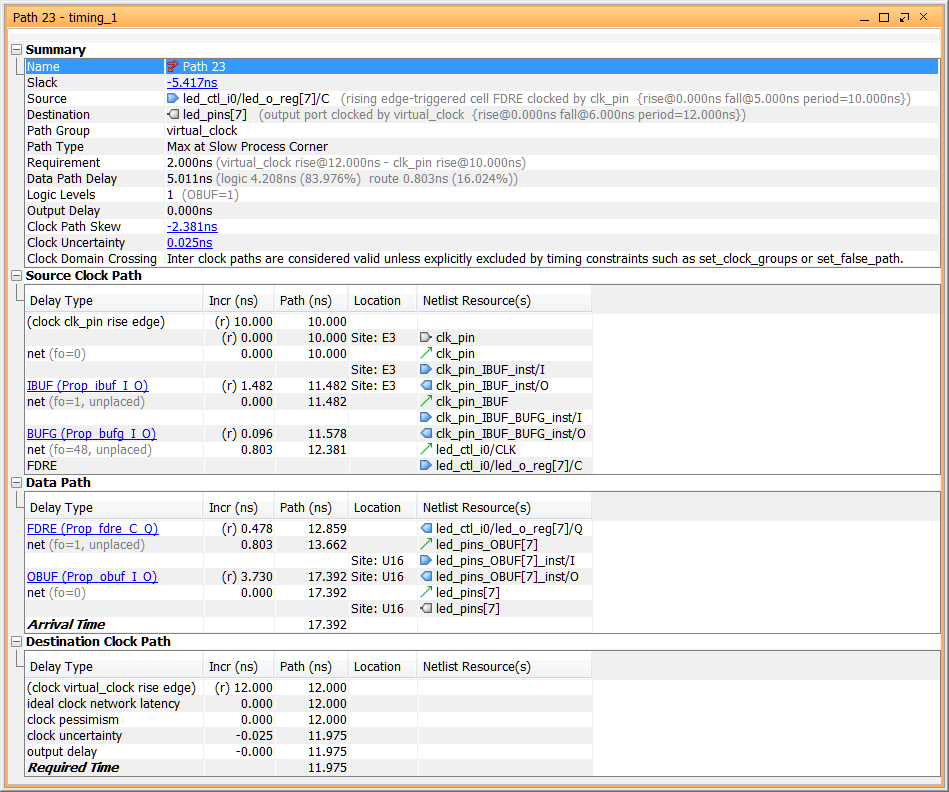 Path 23 - timing_1
Summary
Name Path 23
Slack -5.417ns
Source led_ctl_i0/led_o_reg[7]/C (rising edge-triggered cell FDRE clocked by clk_pin {rise@0.000ns fall@5.000ns period=10.000ns})
Destination led_pins[7] (output port clocked by virtual_clock {rise@0.000ns fall@6.000ns period=12.000ns})
Path Group virtual_clock
Path Type Max at Slow Process Corner
Requirement 2.000ns (virtual_clock rise@12.000ns - clk_pin rise@10.000ns)
Data Path Delay 5.011ns (logic 4.208ns (83.976%) route 0.803ns (16.024%))
Logic Levels 1 (OBUF=1)
Output Delay 0.000ns
Clock Path Skew -2.381ns
Clock Uncertainty 0.025ns
Clock Domain Crossing Inter clock paths are considered valid unless explicitly excluded by timing constraints such as set_clock_groups or set_false_path.
Source Clock Path
Delay Type Incr (ns) Path (ns) Location Netlist Resource(s)
(clock clk_pin rise edge) (r) 10.000 10.000
(r) 0.000 10.000 Site: E3 clk_pin
net (fo=0) 0.000 10.000 clk_pin
Site: E3 clk_pin_IBUF_inst/I
IBUF (Prop_ibuf_I_O) (r) 1.482 11.482 Site: E3 clk_pin_IBUF_inst/O
net (fo=1, unplaced) 0.000 11.482 clk_pin_IBUF
clk_pin_IBUF_BUFG_inst/I
BUFG (Prop_bufg_I_O) (r) 0.096 11.578 clk_pin_IBUF_BUFG_inst/O
net (fo=48, unplaced) 0.803 12.381 led_ctl_i0/CLK
FDRE led_ctl_i0/led_o_reg[7]/C
Data Path
Delay Type Incr (ns) Path (ns) Location Netlist Resource(s)
FDRE (Prop_fdre_C_Q) (r) 0.478 12.859 led_ctl_i0/led_o_reg[7]/Q
net (fo=1, unplaced) 0.803 13.662 led_pins_OBUF[7]
Site: U16 led_pins_OBUF[7]_inst/I
OBUF (Prop_obuf_I_O) (r) 3.730 17.392 Site: U16 led_pins_OBUF[7]_inst/O
net (fo=0) 0.000 17.392 led_pins[7]
Site: U16 led_pins[7]
Arrival Time 17.392
Destination Clock Path
Delay Type Incr (ns) Path (ns) Location Netlist Resource(s)
(clock virtual_clock rise edge) (r) 12.000 12.000
ideal clock network latency 0.000 12.000
clock pessimism 0.000 12.000
clock uncertainty -0.025 11.975
output delay -0.000 11.975
Required Time 11.975